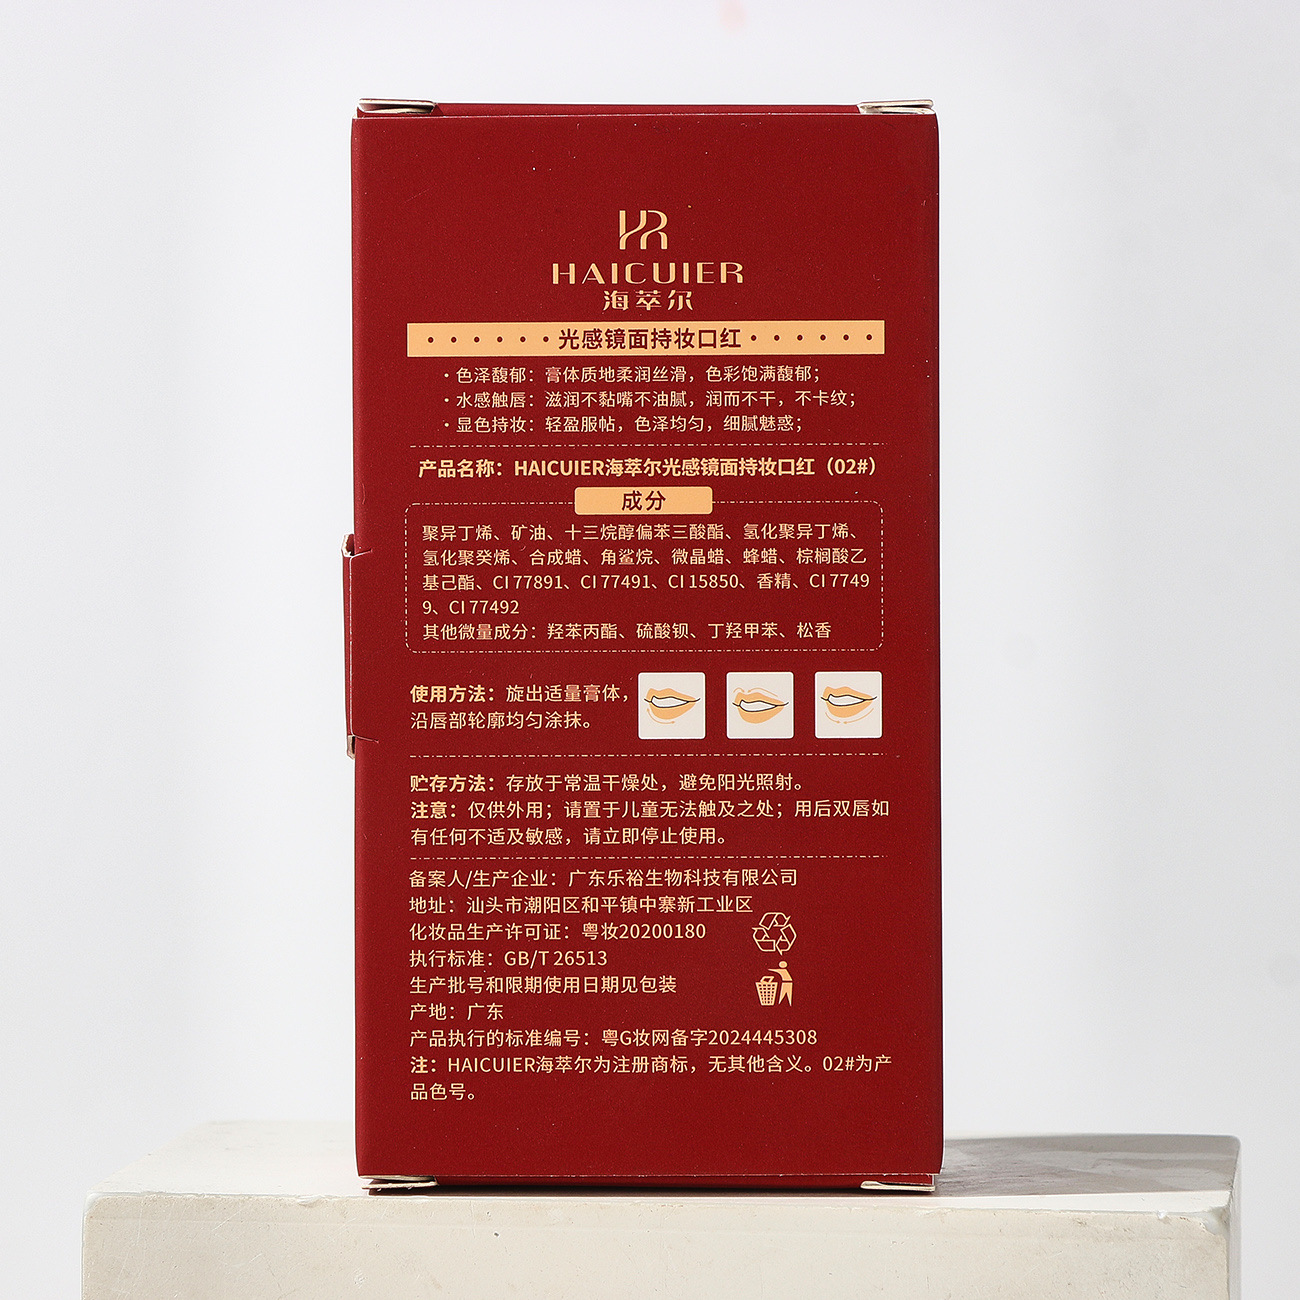 HAICUIER
海萃尔
······光感镜面持妆口红······
·色泽馥郁：膏体质地柔润丝滑，色彩饱满馥郁；
·水感触唇：滋润不黏嘴不油腻，润而不干，不卡纹；
·显色持妆：轻盈服帖，色泽均匀，细腻魅惑；
产品名称：HAICUIER海萃尔光感镜面持妆口红（02#）
成分
聚异丁烯、矿油、十三烷醇偏苯三酸酯、氢化聚异丁烯、
氢化聚癸烯、合成蜡、角鲨烷、微晶蜡、蜂蜡、棕榈酸乙
基己酯、CI 77891、CI 77491、CI 15850、香精、CI 7749
9、CI 77492
其他微量成分：羟苯丙酯、硫酸钡、丁羟甲苯、松香
使用方法：旋出适量膏体，
沿唇部轮廓均匀涂抹。
贮存方法：存放于常温干燥处，避免阳光照射。
注意：仅供外用；请置于儿童无法触及之处；用后双唇如
有任何不适及敏感，请立即停止使用。
备案人/生产企业：广东乐裕生物科技有限公司
地址：汕头市潮阳区和平镇中寨新工业区
化妆品生产许可证：粤妆20200180
执行标准：GB/T 26513
生产批号和限期使用日期见包装
产地：广东
产品执行的标准编号：粤G妆网备字2024445308
注：HAICUIER海萃尔为注册商标，无其他含义。02#为产
品色号。